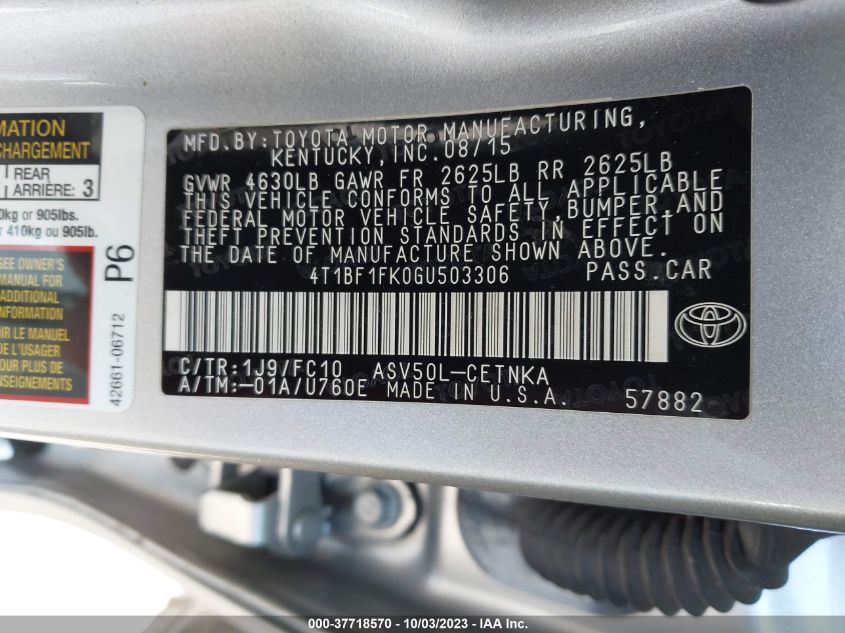 MATION
CHARGEMENT
REAR
ARRIÈRE: 3
0kg or 905lbs.
r 410kg ou 905lb.
SEE OWNER'S
MANUAL FOR
ADDITIONAL
INFORMATION
OIR LE MANUEL
DE L'USAGER
POUR PLUS DE
NSEIGNEMENTS
P6
42661-06712
MFD.BY:TOYOTA MOTOR MANUFACTURING,
KENTUCKY,INC.08/15
GVWR 4630LB GAWR FR 2625LB RR 2625LB
THIS VEHICLE CONFORMS TO ALL APPLICABLE
FEDERAL MOTOR VEHICLE SAFETY,BUMPER,AND
THEFT PREVENTION STANDARDS IN EFFECT ON
THE DATE OF MANUFACTURE SHOWN ABOVE.
4T1BF1FK0GU503306 PASS.CAR
C/TR:1J9/FC10 ASV50L-CETNKA
A/TM:-01A/U760E MADE IN U.S.A. 57882
000-37718570 - 10/03/2023 - IAA Inc.